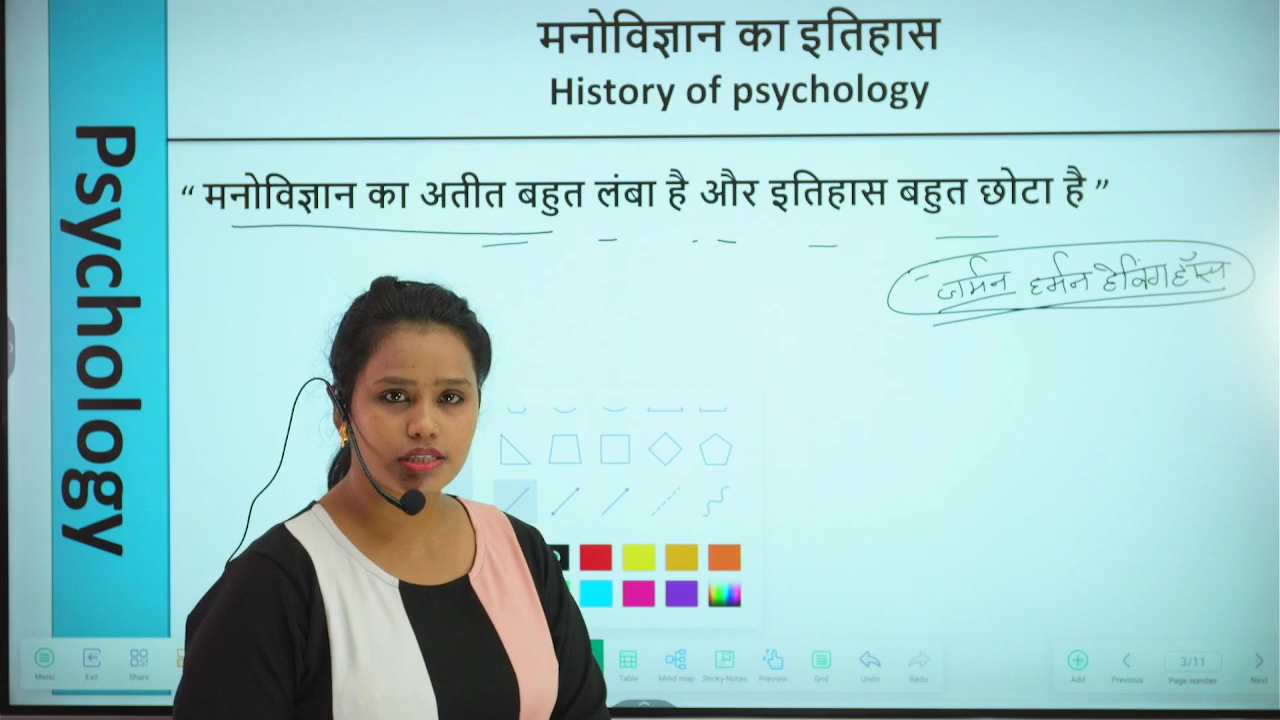 मनोविज्ञान का इतिहास
History of psychology
Psychology
“ मनोविज्ञान का अतीत बहुत लंबा है और इतिहास बहुत छोटा है ”
जर्मन हर्मन हेविंगहॉस
Menu
Exit
Share
Table
Mind map
Sticky-Notes
Preview
Grid
Undo
Redo
Add
Previous
3/11
Page number
Next